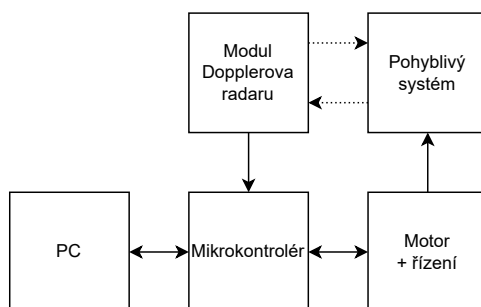 Modul
Dopplerova
radaru
Pohyblivý
systém
PC
Mikrokontrolér
Motor
+ řízení